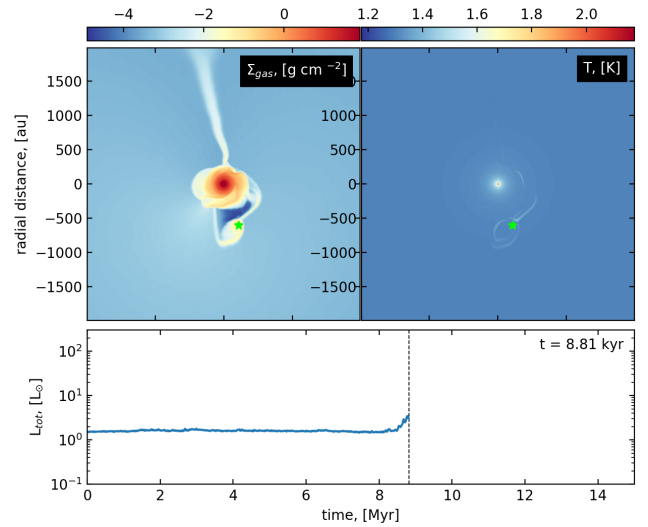 −4 −2 0 1.2 1.4 1.6 1.8 2.0
Σgas, [g cm −2]
T, [K]
radial distance, [au]
1500 1500
1000 1000
500 500
0 0
−500 −500
−1000 −1000
−1500 −1500
t = 8.81 kyr
Ltot, [L⊙]
10²
10¹
10⁰
10⁻¹
0 2 4 6 8 10 12 14
time, [Myr]